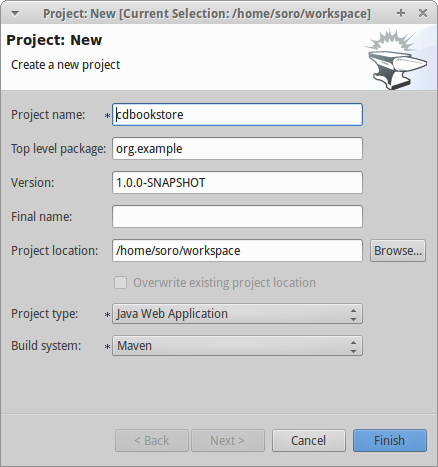 Project: New [Current Selection: /home/soro/workspace]
Project: New
Create a new project
Project name: * cdbookstore
Top level package: org.example
Version: 1.0.0-SNAPSHOT
Final name:
Project location: /home/soro/workspace Browse...
Overwrite existing project location
Project type: * Java Web Application
Build system: * Maven
< Back Next > Cancel Finish